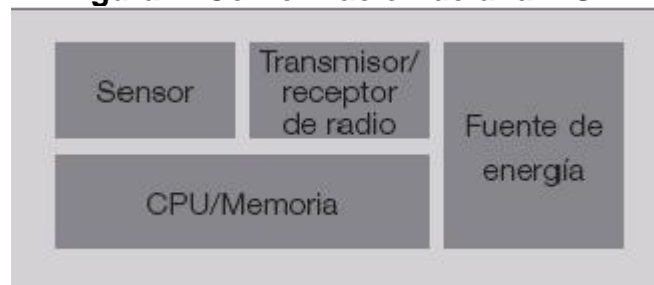 Sensor
Transmisor/
receptor
de radio
Fuente de
energía
CPU/Memoria